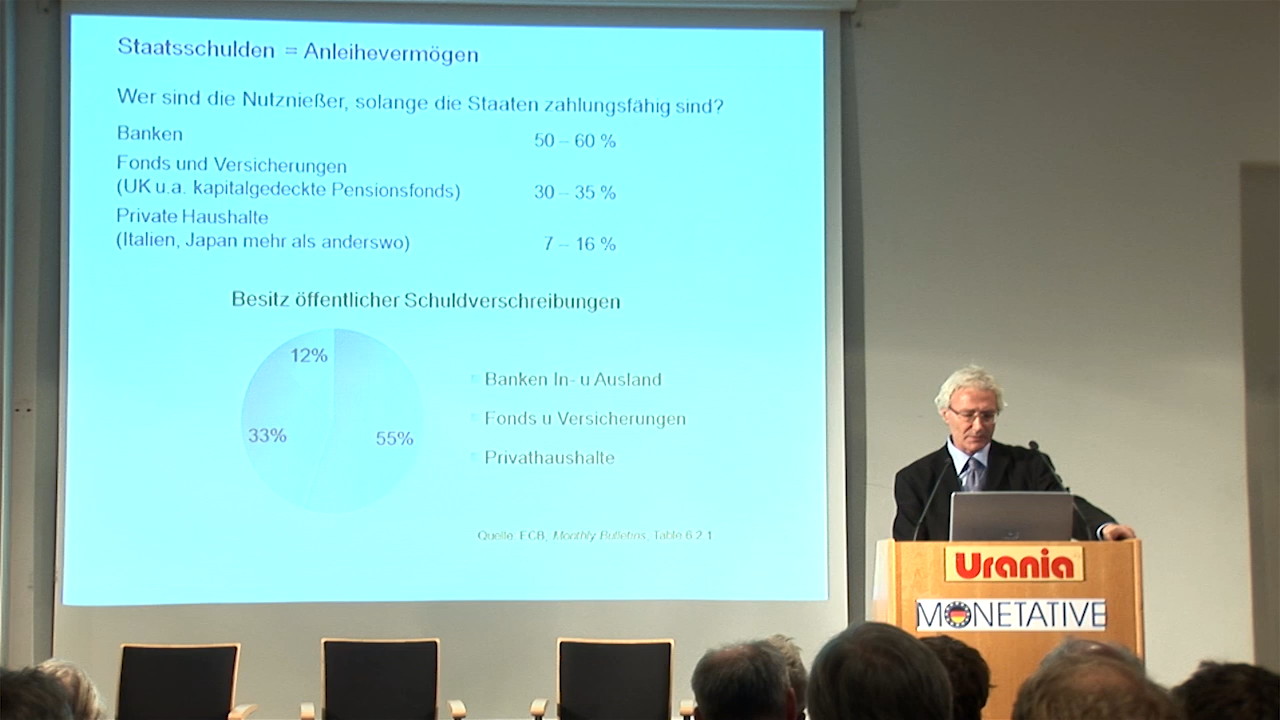 Staatsschulden = Anleihevermögen
Wer sind die Nutznießer, solange die Staaten zahlungsfähig sind?
Banken 50 – 60 %
Fonds und Versicherungen
(UK u.a. kapitalgedeckte Pensionsfonds) 30 – 35 %
Private Haushalte
(Italien, Japan mehr als anderswo) 7 – 16 %
Besitz öffentlicher Schuldverschreibungen
12%
33%
55%
Banken In- u Ausland
Fonds u Versicherungen
Privathaushalte
Quelle: ECB, Monthly Bulletins, Table 6.2.1
Urania
MONETATIVE